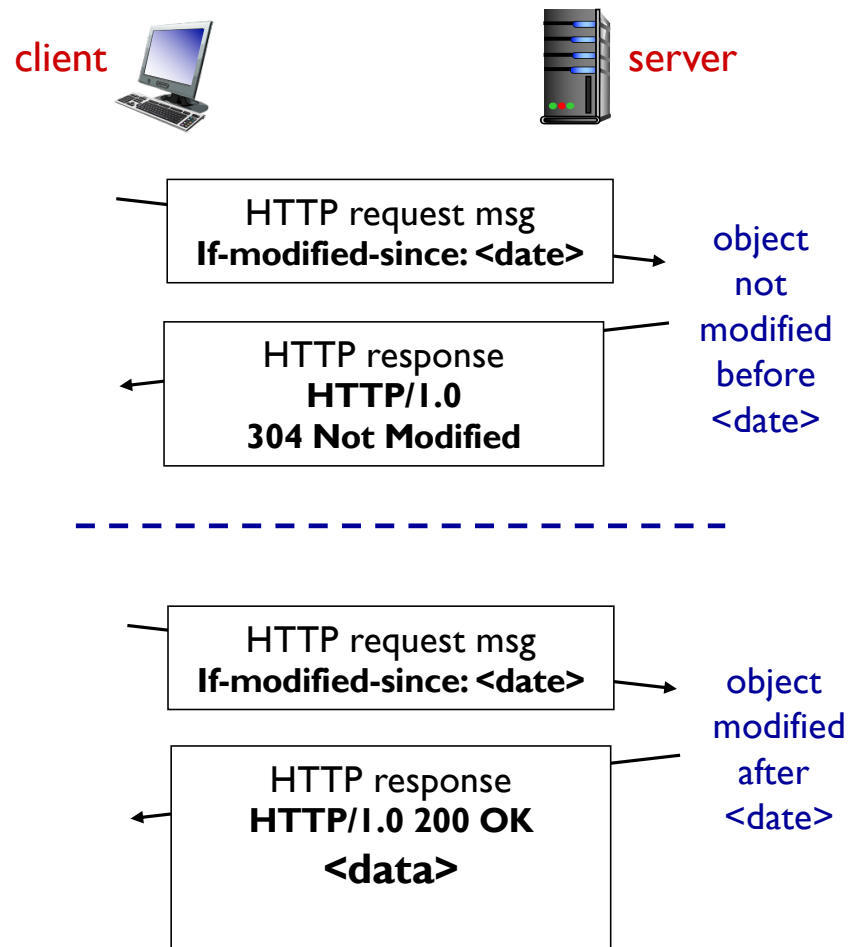 client
server
HTTP request msg
If-modified-since: <date>
object
not
modified
before
<date>
HTTP response
HTTP/1.0
304 Not Modified
HTTP request msg
If-modified-since: <date>
object
modified
after
<date>
HTTP response
HTTP/1.0 200 OK
<data>